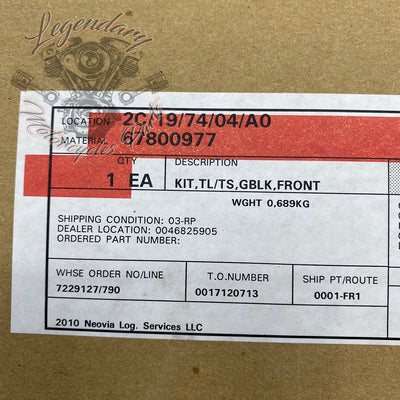 Legendary
Motorcycles
LOCATION 2C/19/74/04/A0
MATERIAL 67800977
QTY DESCRIPTION
1 EA KIT,TL/TS,GBLK,FRONT
WGHT 0,689KG
SHIPPING CONDITION: 03-RP
DEALER LOCATION: 0046825905
ORDERED PART NUMBER:
WHSE ORDER NO/LINE T.O.NUMBER SHIP PT/ROUTE
7229127/790 0017120713 0001-FR1
2010 Neovia Log. Services LLC